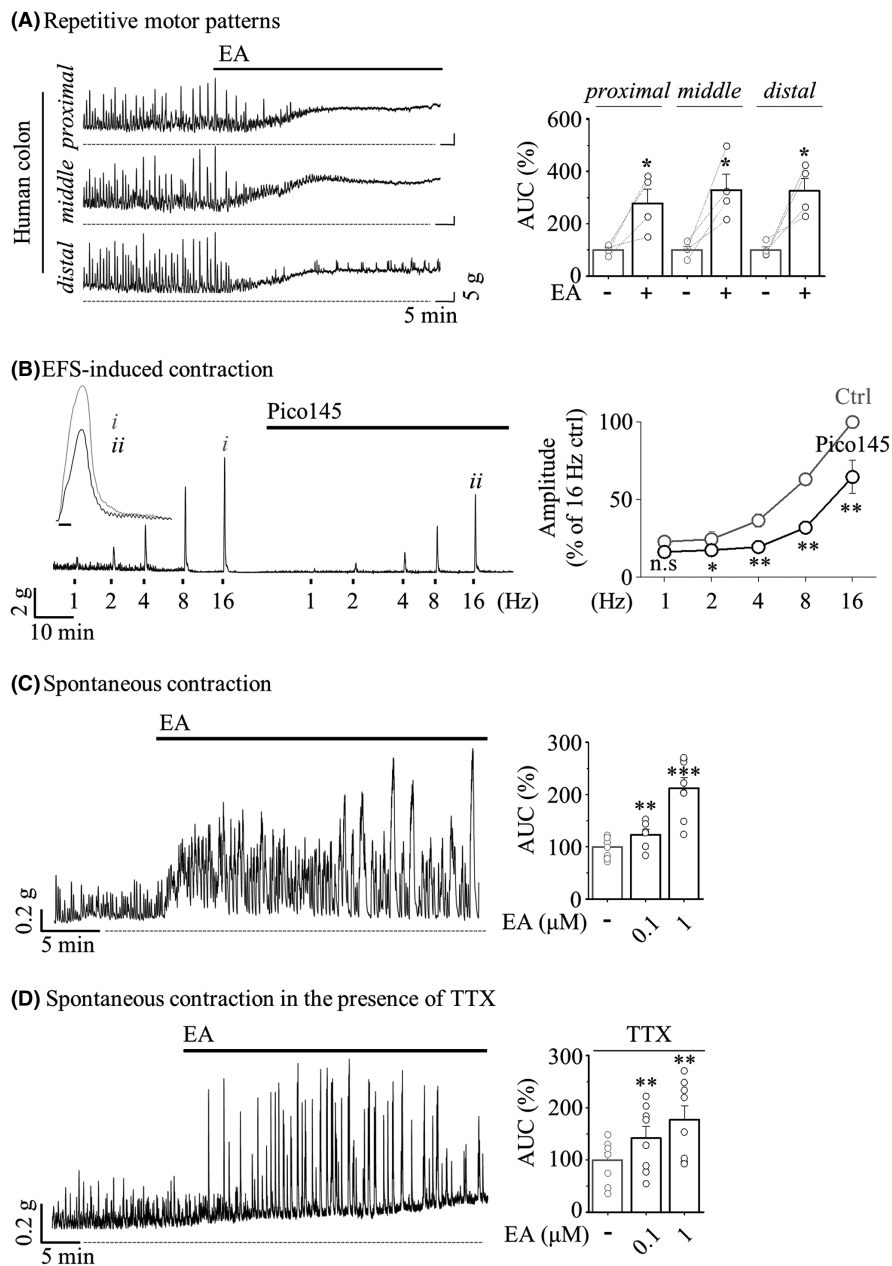 (A) Repetitive motor patterns
EA
Human colon
proximal
middle
distal
5 g
5 min
proximal middle distal
AUC (%)
600
400
200
0
EA - + - + - +
* * *
(B) EFS-induced contraction
i
ii
Pico145
i
ii
2 g
10 min
1 2 4 8 16 1 2 4 8 16 (Hz)
Amplitude
(% of 16 Hz ctrl)
100
50
0
Ctrl
Pico145
n.s * ** ** **
(Hz) 1 2 4 8 16
(C) Spontaneous contraction
EA
0.2 g
5 min
AUC (%)
300
200
100
0
** ***
EA (µM) - 0.1 1
(D) Spontaneous contraction in the presence of TTX
EA
0.2 g
5 min
TTX
AUC (%)
300
200
100
0
** **
EA (µM) - 0.1 1